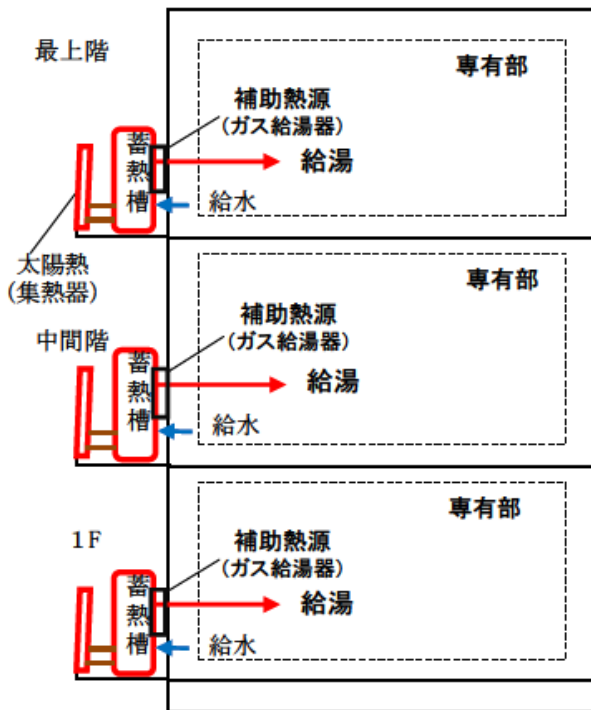 最上階
専有部
補助熱源
(ガス給湯器)
蓄熱槽
給湯
給水
太陽熱
(集熱器)
専有部
補助熱源
(ガス給湯器)
中間階
蓄熱槽
給湯
給水
専有部
1F
補助熱源
(ガス給湯器)
蓄熱槽
給湯
給水